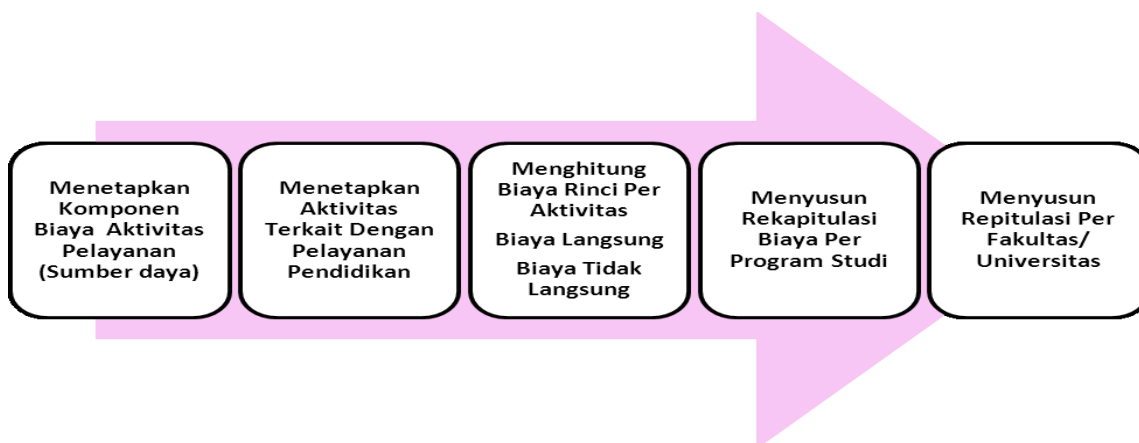 Menetapkan
Komponen
Biaya Aktivitas
Pelayanan
(Sumber daya)
Menetapkan
Aktivitas
Terkait Dengan
Pelayanan
Pendidikan
Menghitung
Biaya Rinci Per
Aktivitas
Biaya Langsung
Biaya Tidak
Langsung
Menyusun
Rekapitulasi
Biaya Per
Program Studi
Menyusun
Repitulasi Per
Fakultas/
Universitas